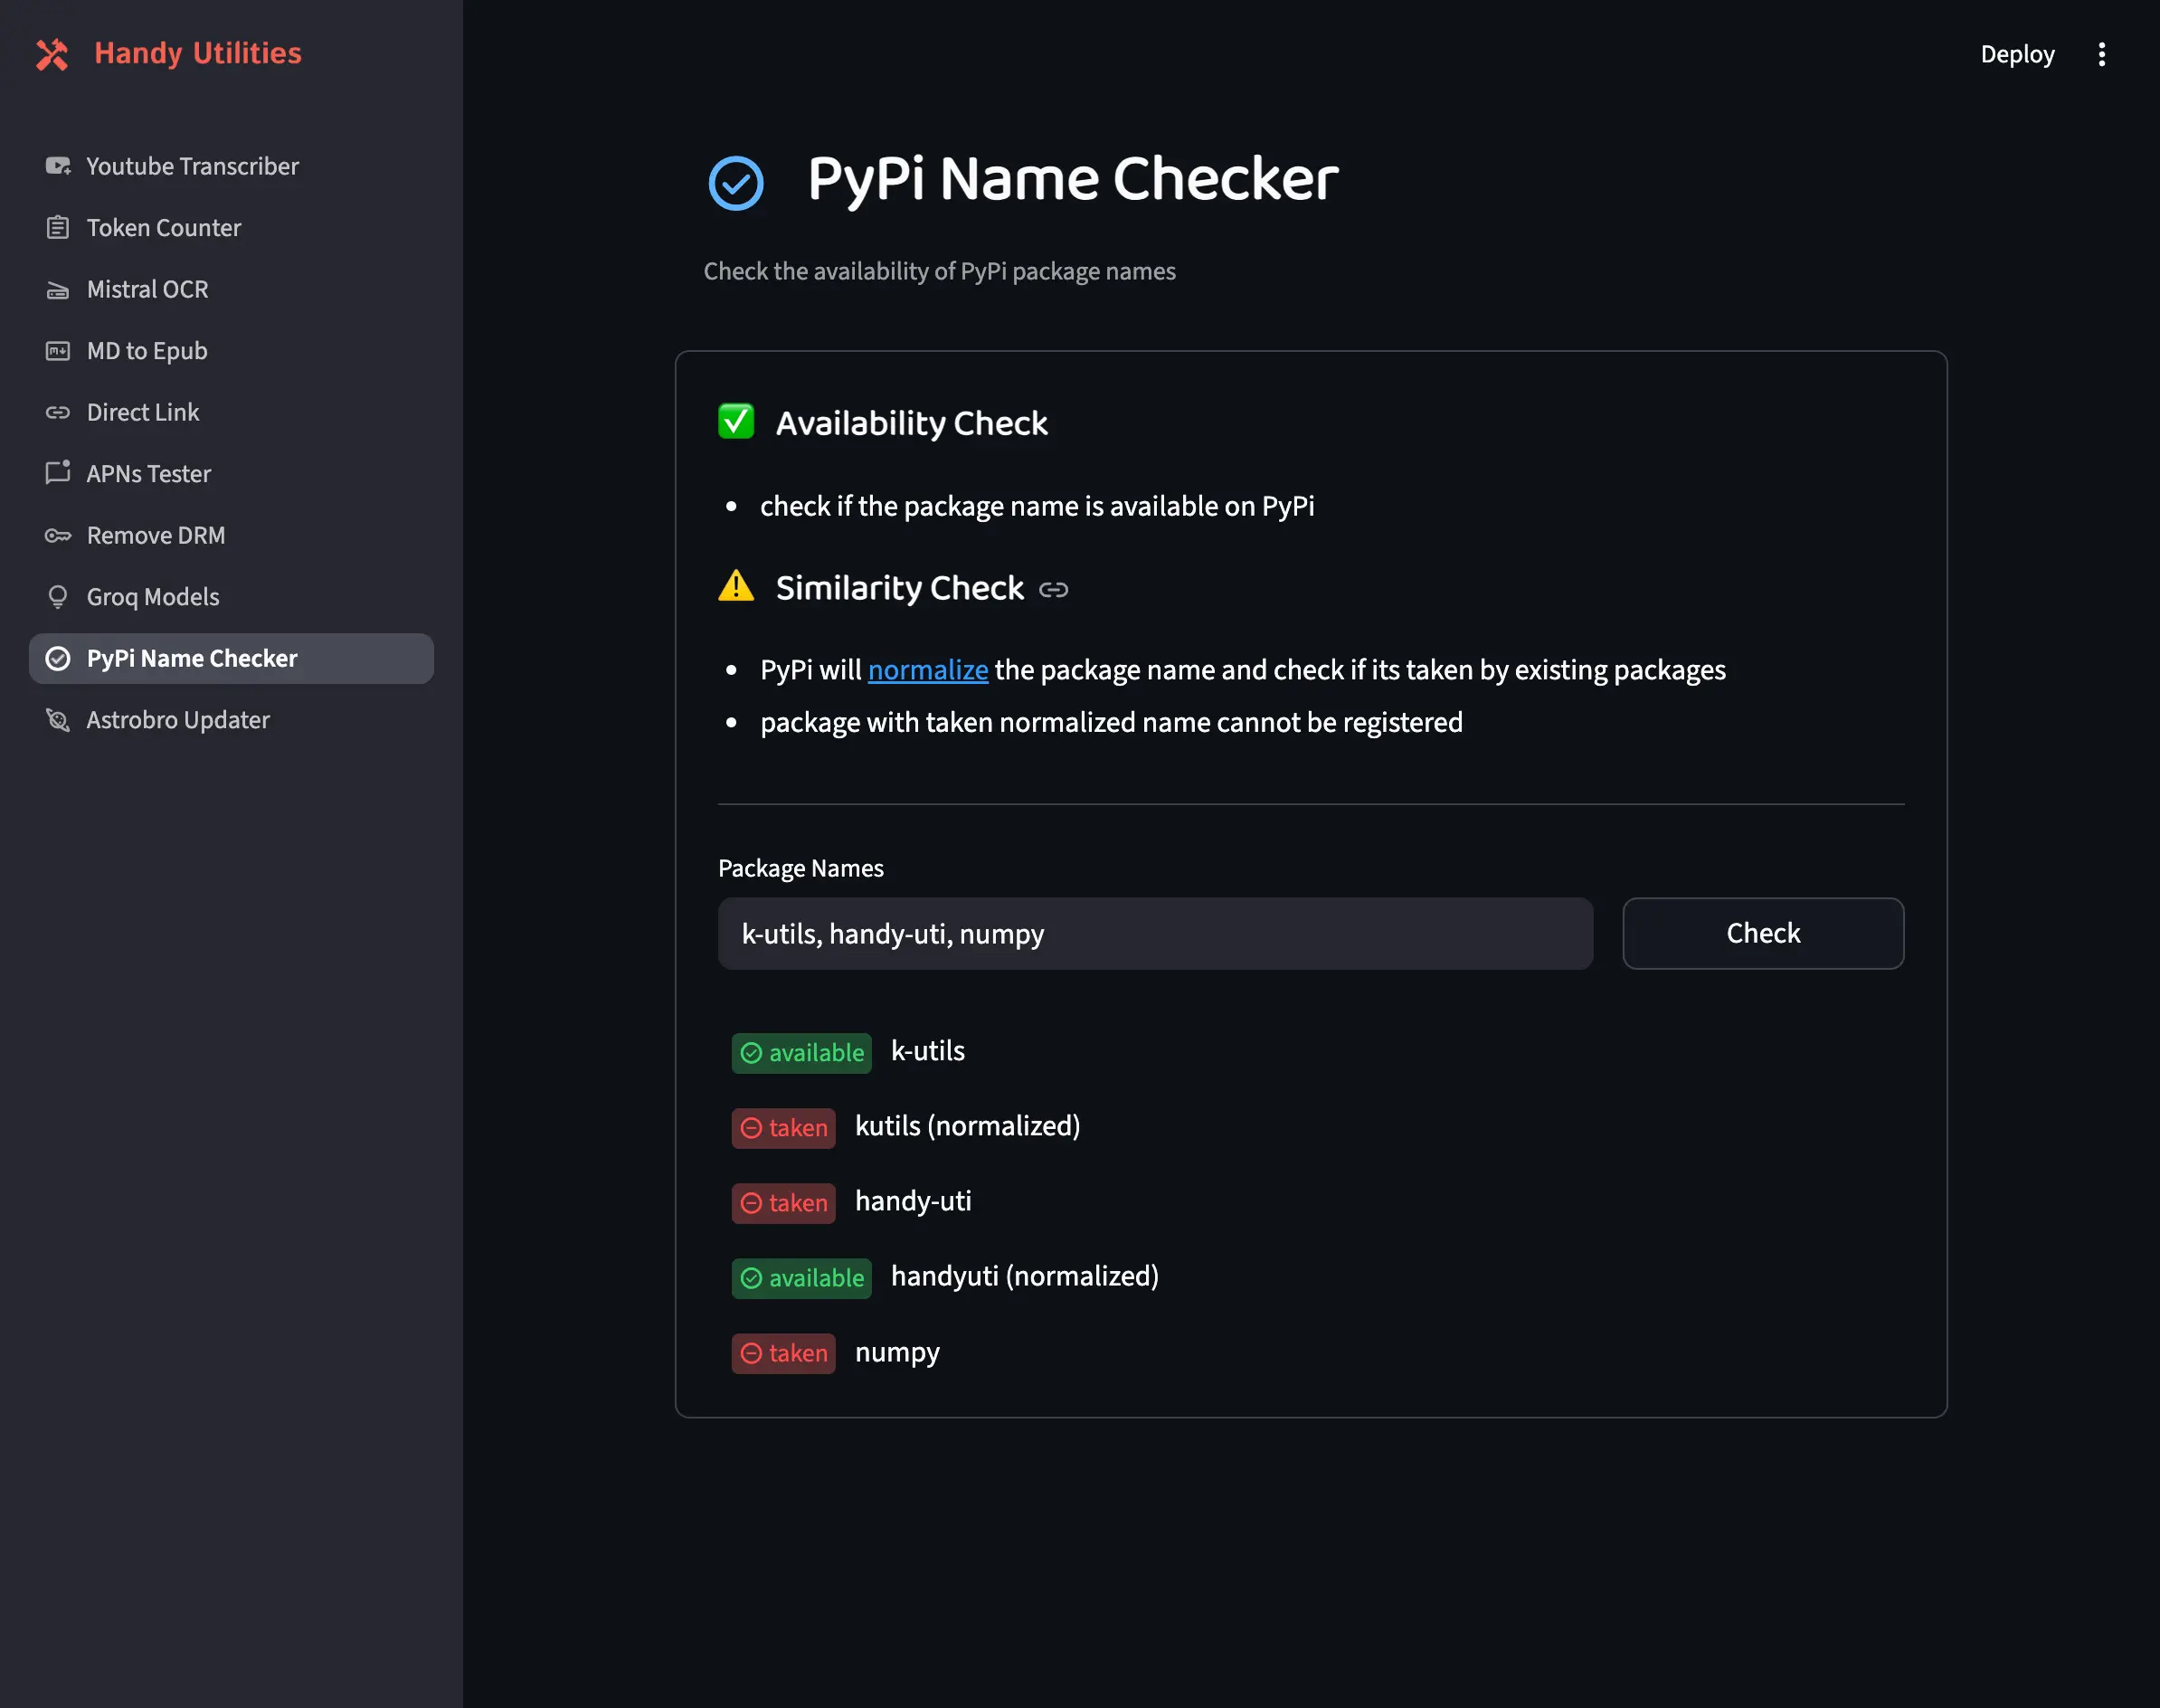 Handy Utilities
Deploy
Youtube Transcriber
Token Counter
Mistral OCR
MD to Epub
Direct Link
APNs Tester
Remove DRM
Groq Models
PyPi Name Checker
Astrobro Updater
PyPi Name Checker
Check the availability of PyPi package names
Availability Check
check if the package name is available on PyPi
Similarity Check
PyPi will normalize the package name and check if its taken by existing packages
package with taken normalized name cannot be registered
Package Names
k-utils, handy-uti, numpy
Check
available k-utils
taken kutils (normalized)
taken handy-uti
available handyuti (normalized)
taken numpy